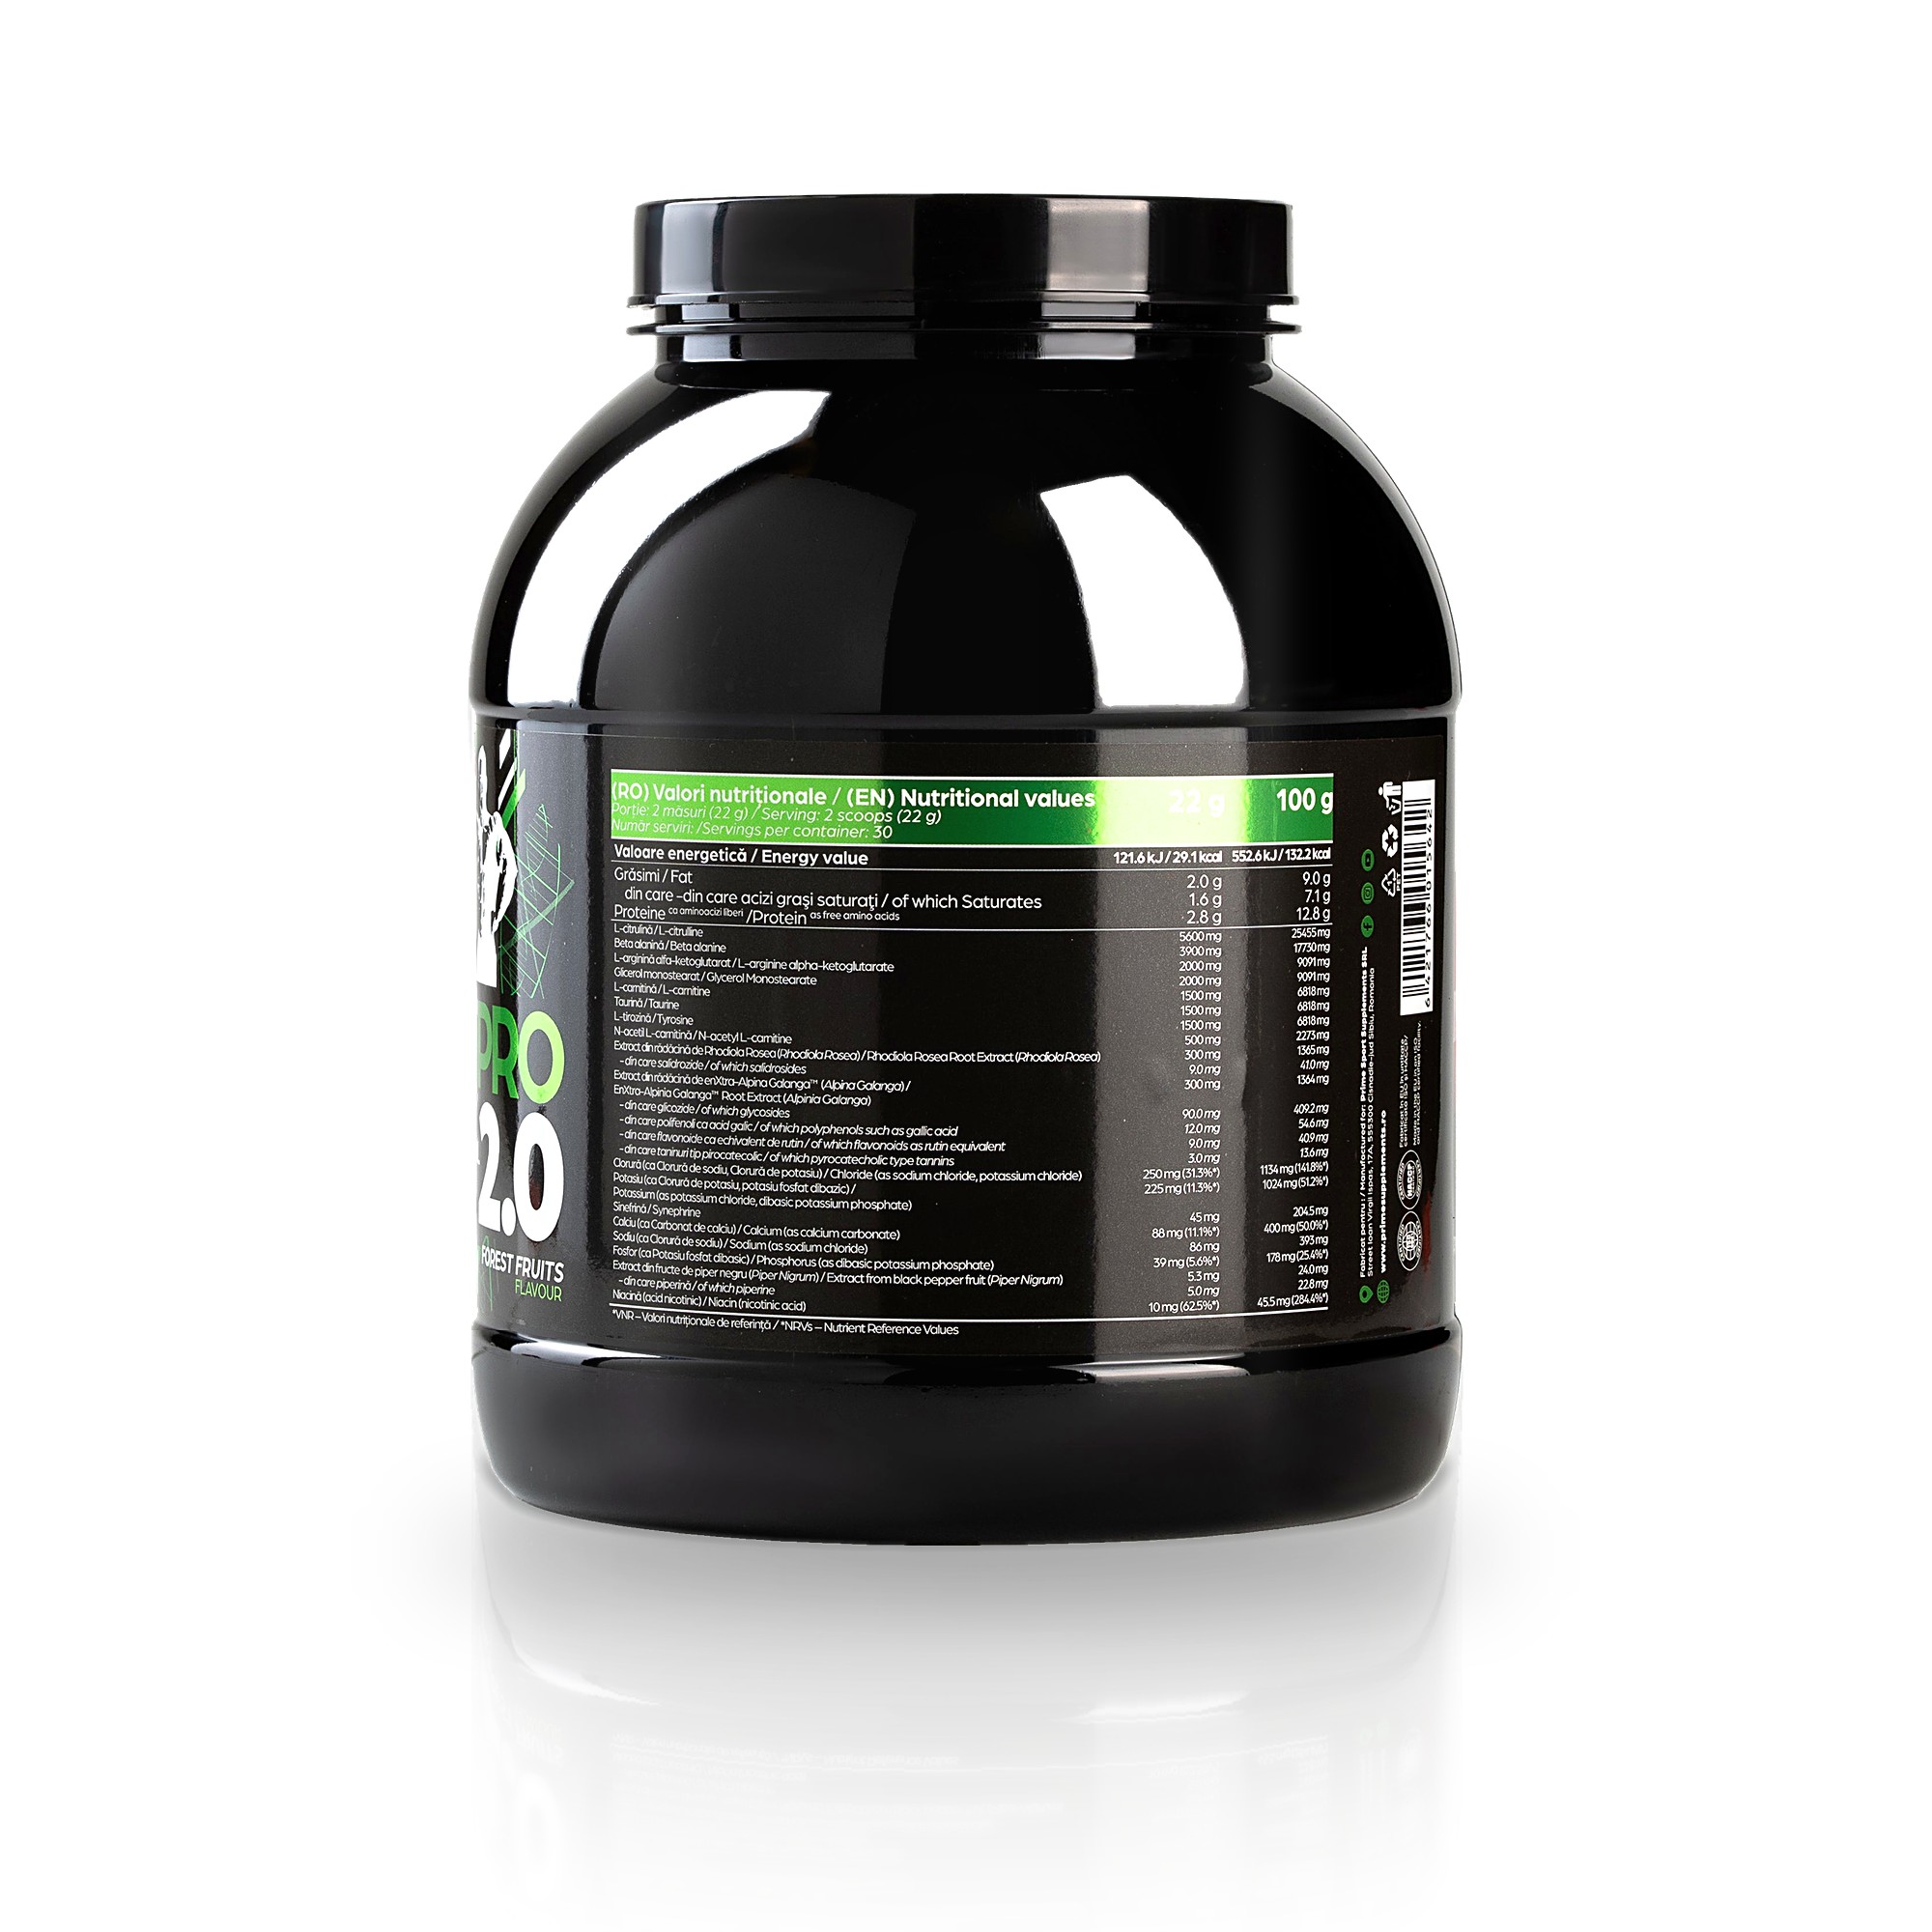 (RO) Valori nutriționale / (EN) Nutritional values 22 g 100 g
Porție: 2 măsuri (22 g) / Serving: 2 scoops (22 g)
Număr serviri: /Servings per container: 30
Valoare energetică / Energy value 121.6 kJ / 29.1 kcal 552.6 kJ / 132.2 kcal
Grăsimi / Fat 2.0 g 9.0 g
din care -din care acizi grași saturați / of which Saturates 1.6 g 7.1 g
Proteine ca aminoacizi liberi /Protein as free amino acids 2.8 g 12.8 g
L-citrulină / L-citrulline 5600 mg 25455 mg
Beta alanină / Beta alanine 3900 mg 17730 mg
L-arginină alfa-ketoglutarat / L-arginine alpha-ketoglutarate 2000 mg 9091 mg
Glicerol monostearat / Glycerol Monostearate 2000 mg 9091 mg
L-carnitină / L-carnitine 1500 mg 6818 mg
Taurină / Taurine 1500 mg 6818 mg
L-tirozină / Tyrosine 1500 mg 6818 mg
N-acetil L-carnitină / N-acetyl L-carnitine 500 mg 2273 mg
Extract din rădăcină de Rhodiola Rosea (Rhodiola Rosea) / Rhodiola Rosea Root Extract (Rhodiola Rosea) 300 mg 1365 mg
-din care salidrozide / of which salidrosides 9.0 mg 41.0 mg
Extract din rădăcină de enXtra-Alpina Galanga™ (Alpina Galanga) / 300 mg 1364 mg
EnXtra-Alpinia Galanga™ Root Extract (Alpinia Galanga)
-din care glicozide / of which glycosides 90.0 mg 409.2 mg
-din care polifenoli ca acid galic / of which polyphenols such as gallic acid 12.0 mg 54.6 mg
-din care flavonoide ca echivalent de rutin / of which flavonoids as rutin equivalent 9.0 mg 40.9 mg
-din care taninuri tip pirocatecolic / of which pyrocatecholic type tannins 3.0 mg 13.6 mg
Clorură (ca Clorură de sodiu, Clorură de potasiu) / Chloride (as sodium chloride, potassium chloride) 250 mg (31.3%*) 1134 mg (141.8%*)
Potasiu (ca Clorură de potasiu, potasiu fosfat dibazic) / 225 mg (11.3%*) 1024 mg (51.2%*)
Potassium (as potassium chloride, dibasic potassium phosphate)
Sinefrină / Synephrine 45 mg 204.5 mg
Calciu (ca Carbonat de calciu) / Calcium (as calcium carbonate) 88 mg (11.1%*) 400 mg (50.0%*)
Sodiu (ca Clorură de sodiu) / Sodium (as sodium chloride) 86 mg 393 mg
Fosfor (ca Potasiu fosfat dibasic) / Phosphorus (as dibasic potassium phosphate) 39 mg (5.6%*) 178 mg (25.4%*)
Extract din fructe de piper negru (Piper Nigrum) / Extract from black pepper fruit (Piper Nigrum) 5.3 mg 24.0 mg
-din care piperină / of which piperine 5.0 mg 22.8 mg
Niacină (acid nicotinic) / Niacin (nicotinic acid) 10 mg (62.5%*) 45.5 mg (284.4%*)
*VNR – Valori nutriționale de referință / *NRVs – Nutrient Reference Values
PRO
2.0
FOREST FRUITS
FLAVOUR
Fabricat pentru: / Manufactured for: Prime Sport Supplements SRL
Street Ioan Virgil Ispas, 17A, 555300 Cisnadie-jud Sibiu, Romania
www.primesupplements.ro
HACCP
PET